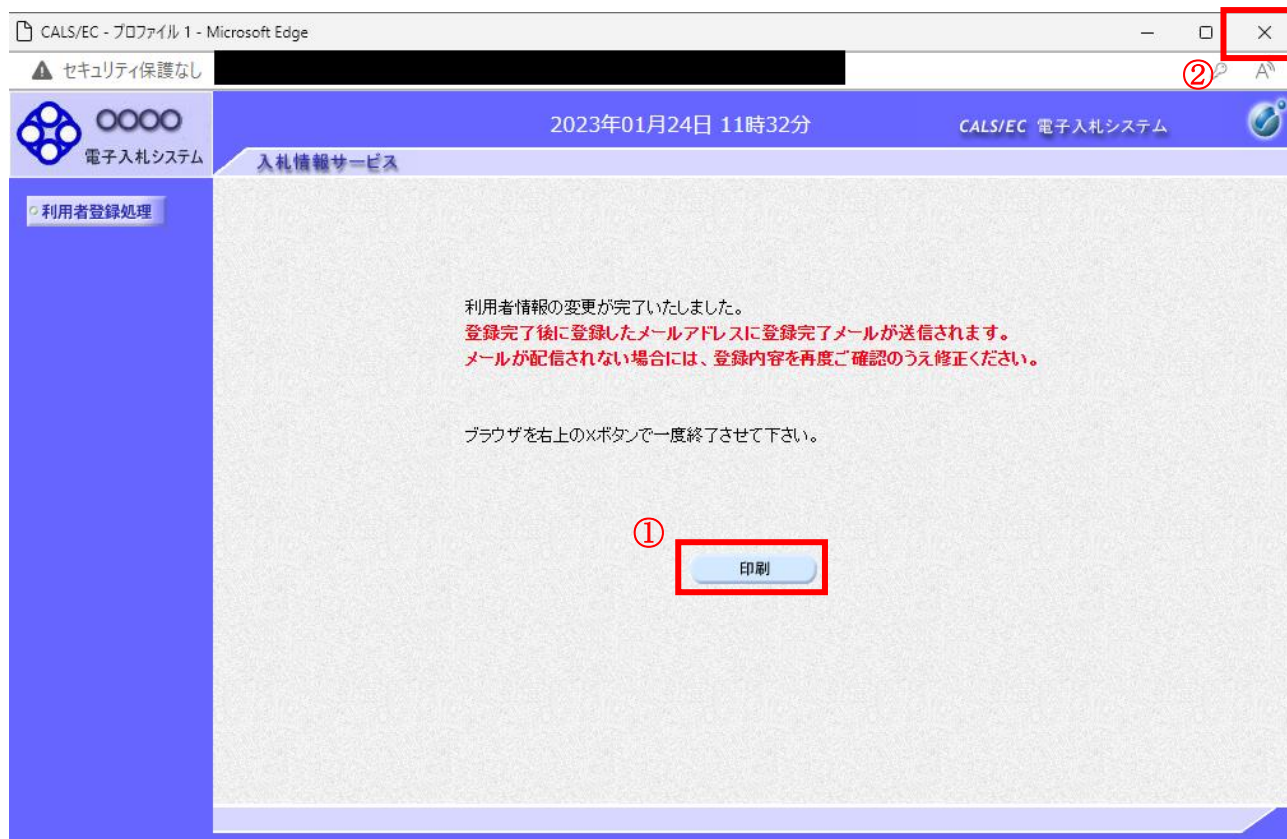 CALS/EC - プロファイル 1 - Microsoft Edge
セキュリティ保護なし
②
OOOO
電子入札システム
2023年01月24日 11時32分
CALS/EC 電子入札システム
入札情報サービス
利用者登録処理
利用者情報の変更が完了いたしました。
登録完了後に登録したメールアドレスに登録完了メールが送信されます。
メールが配信されない場合には、登録内容を再度ご確認のうえ修正ください。
ブラウザを右上の×ボタンで一度終了させて下さい。
①
印刷